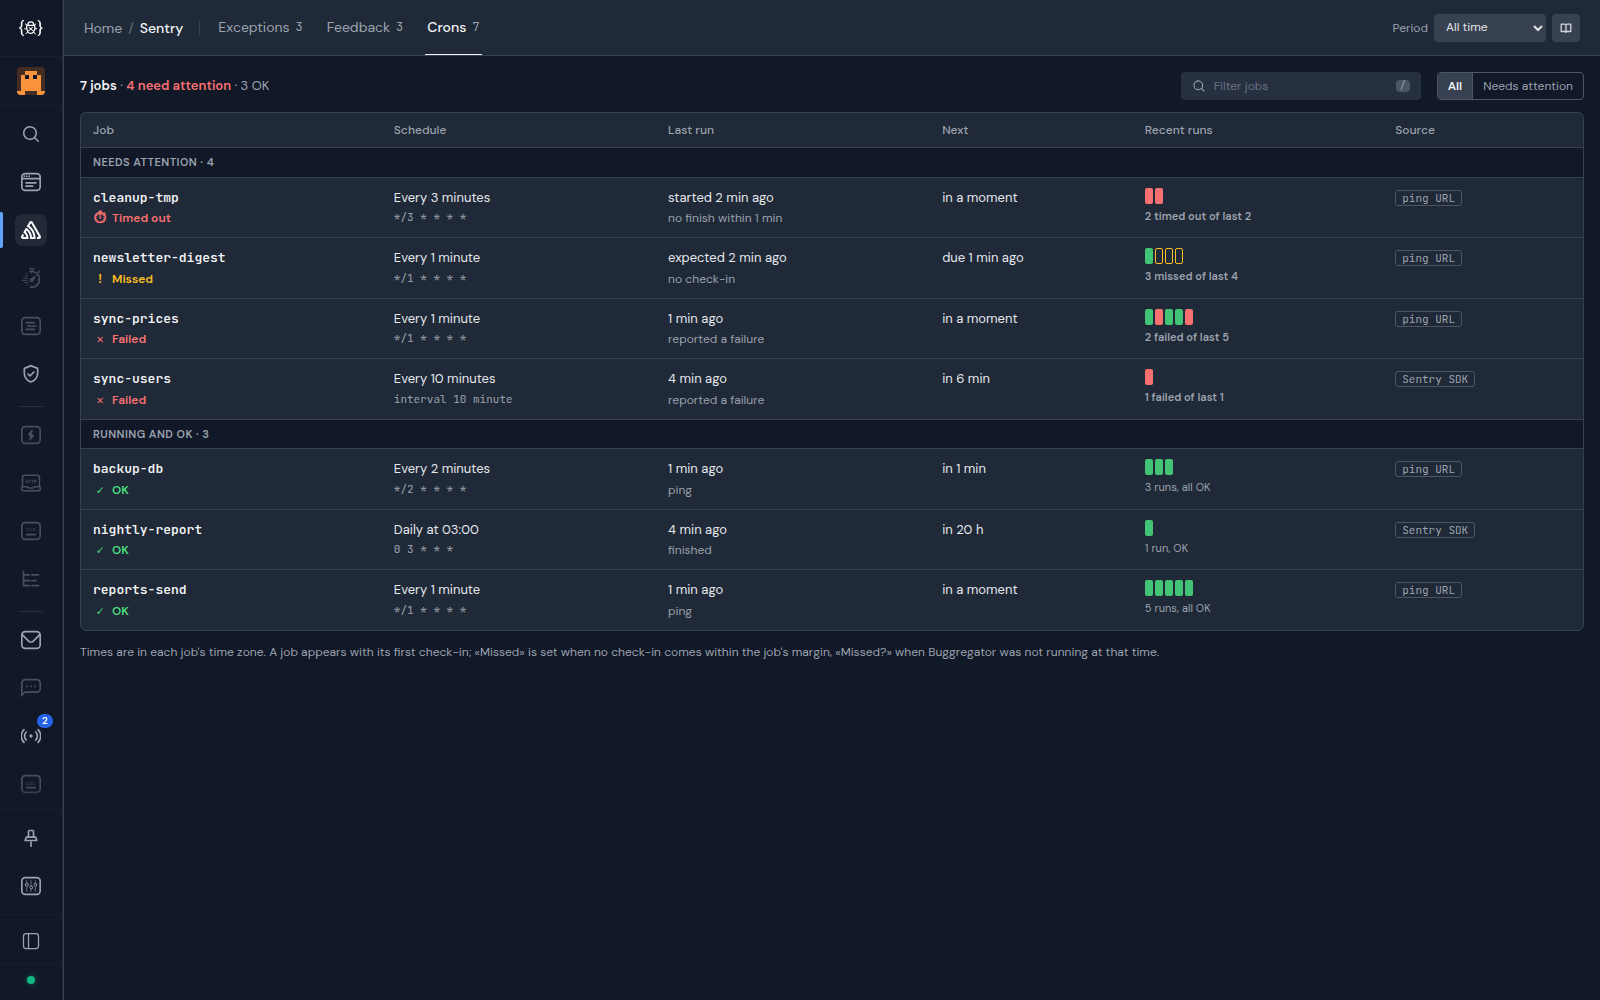 Home / Sentry Exceptions 3 Feedback 3 Crons 7 Period All time
7 jobs · 4 need attention · 3 OK Filter jobs / All Needs attention
Job Schedule Last run Next Recent runs Source
NEEDS ATTENTION · 4
cleanup-tmp Every 3 minutes started 2 min ago in a moment ping URL
Timed out */3 * * * * no finish within 1 min 2 timed out of last 2
newsletter-digest Every 1 minute expected 2 min ago due 1 min ago ping URL
! Missed */1 * * * * no check-in 3 missed of last 4
sync-prices Every 1 minute 1 min ago in a moment ping URL
× Failed */1 * * * * reported a failure 2 failed of last 5
sync-users Every 10 minutes 4 min ago in 6 min Sentry SDK
× Failed interval 10 minute reported a failure 1 failed of last 1
RUNNING AND OK · 3
backup-db Every 2 minutes 1 min ago in 1 min ping URL
✓ OK */2 * * * * ping 3 runs, all OK
nightly-report Daily at 03:00 4 min ago in 20 h Sentry SDK
✓ OK 0 3 * * * finished 1 run, OK
reports-send Every 1 minute 1 min ago in a moment ping URL
✓ OK */1 * * * * ping 5 runs, all OK
Times are in each job's time zone. A job appears with its first check-in; «Missed» is set when no check-in comes within the job's margin, «Missed?» when Buggregator was not running at that time.
2